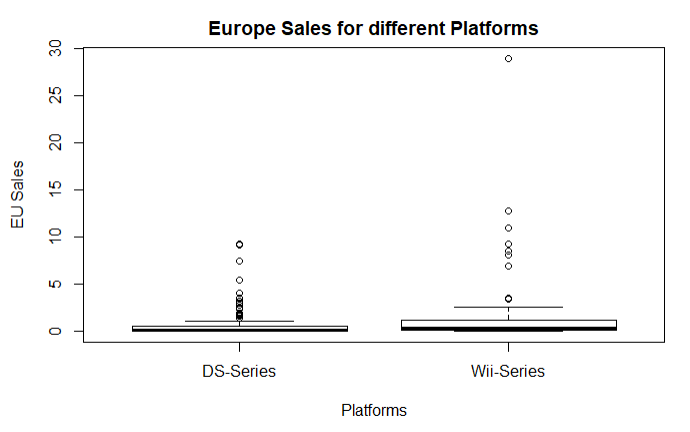 Europe Sales for different Platforms
EU Sales
30
25
20
15
10
5
0
DS-Series Wii-Series
Platforms